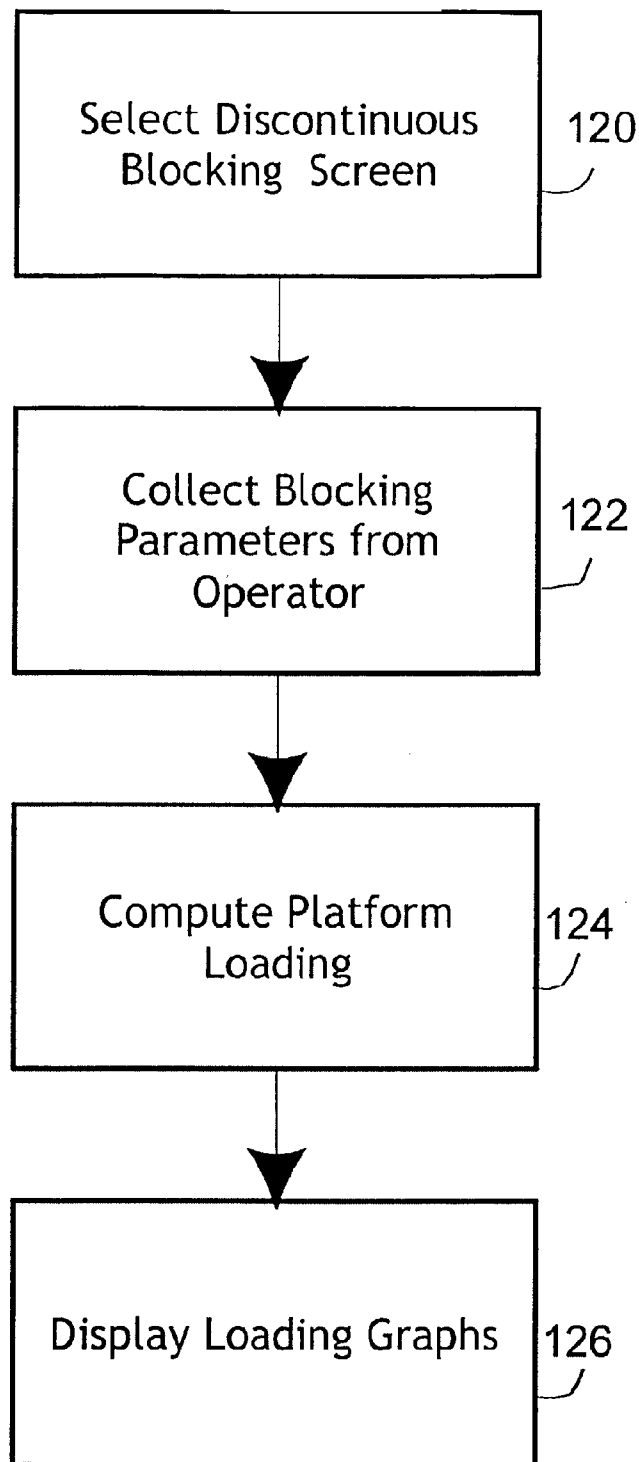 Select Discontinuous
Blocking Screen
120
Collect Blocking
Parameters from
Operator
122
Compute Platform
Loading
124
Display Loading Graphs
126